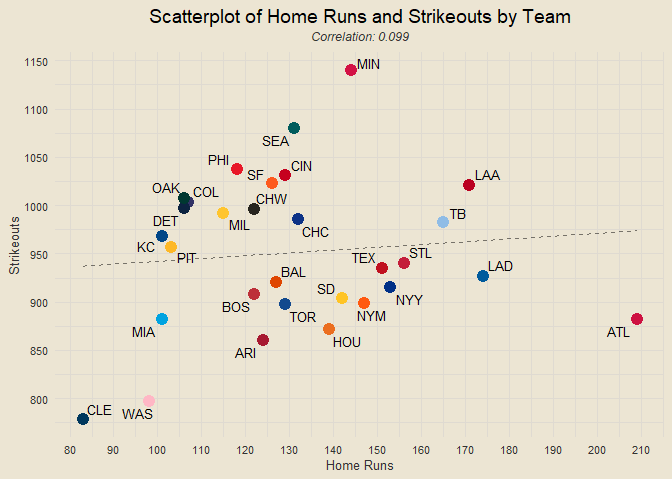 Scatterplot of Home Runs and Strikeouts by Team
Correlation: 0.099
Strikeouts
1150
1100
1050
1000
950
900
850
800
MIN
SEA
PHI
SF
CIN
LAA
OAK
COL
CHW
TB
DET
MIL
CHC
KC
PIT
TEX
STL
BAL
LAD
SD
BOS
NYY
MIA
TOR
NYM
HOU
ATL
ARI
CLE
WAS
80 90 100 110 120 130 140 150 160 170 180 190 200 210
Home Runs